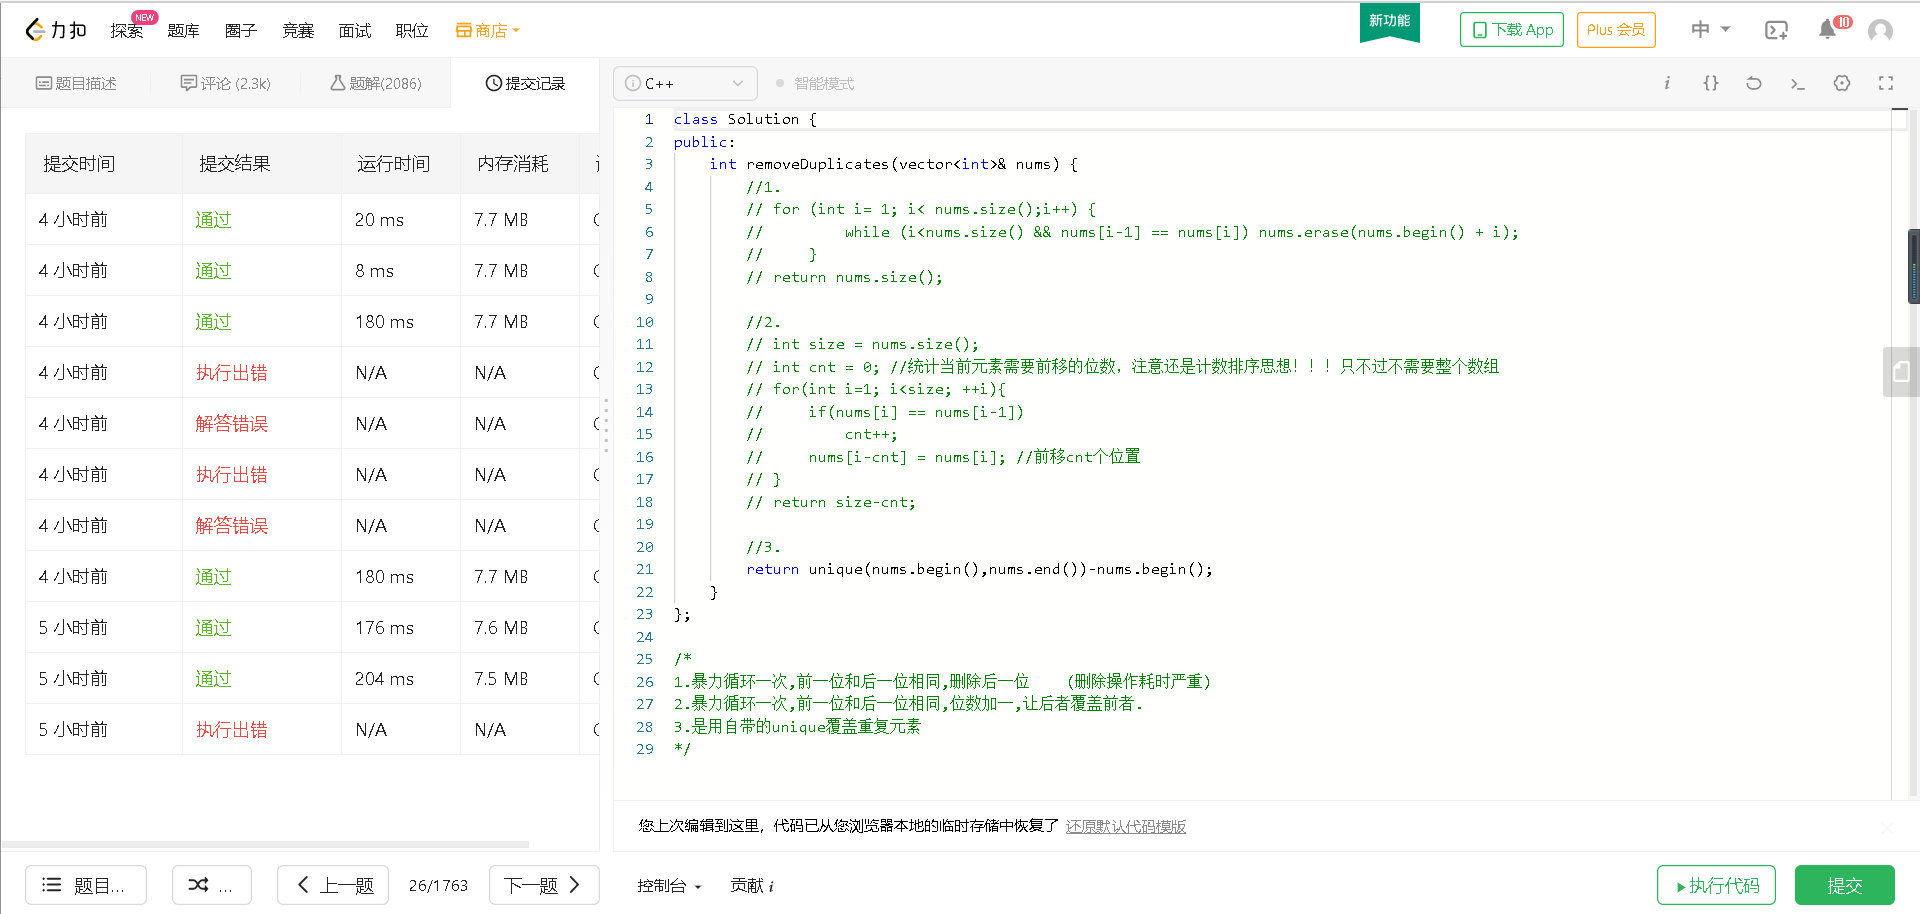 力扣 探索 NEW 题库 圈子 竞赛 面试 职位 商店 新功能 下载 App Plus 会员 中 10
题目描述 评论 (2.3k) 题解(2086) 提交记录
C++ 智能模式
提交时间 提交结果 运行时间 内存消耗
4 小时前 通过 20 ms 7.7 MB
4 小时前 通过 8 ms 7.7 MB
4 小时前 通过 180 ms 7.7 MB
4 小时前 执行出错 N/A N/A
4 小时前 解答错误 N/A N/A
4 小时前 执行出错 N/A N/A
4 小时前 解答错误 N/A N/A
4 小时前 通过 180 ms 7.7 MB
5 小时前 通过 176 ms 7.6 MB
5 小时前 通过 204 ms 7.5 MB
5 小时前 执行出错 N/A N/A
1 class Solution {
2 public:
3 int removeDuplicates(vector<int>& nums) {
4 //1.
5 // for (int i= 1; i< nums.size();i++) {
6 // while (i<nums.size() && nums[i-1] == nums[i]) nums.erase(nums.begin() + i);
7 // }
8 // return nums.size();
9
10 //2.
11 // int size = nums.size();
12 // int cnt = 0; //统计当前元素需要前移的位数，注意还是计数排序思想！！！只不过不需要整个数组
13 // for(int i=1; i<size; ++i){
14 // if(nums[i] == nums[i-1])
15 // cnt++;
16 // nums[i-cnt] = nums[i]; //前移cnt个位置
17 // }
18 // return size-cnt;
19
20 //3.
21 return unique(nums.begin(),nums.end())-nums.begin();
22 }
23 };
24
25 /*
26 1.暴力循环一次,前一位和后一位相同,删除后一位 (删除操作耗时严重)
27 2.暴力循环一次,前一位和后一位相同,位数加一,让后者覆盖前者.
28 3.是用自带的unique覆盖重复元素
29 */
您上次编辑到这里，代码已从您浏览器本地的临时存储中恢复了 还原默认代码模版
题目... ... 上一题 26/1763 下一题 控制台 贡献 i 执行代码 提交